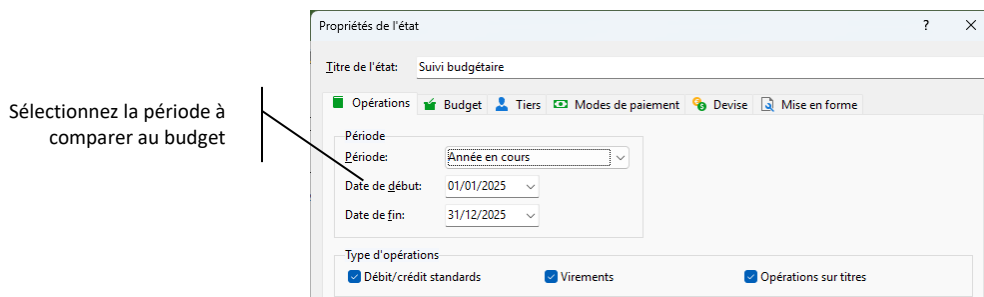 Propriétés de l'état ? ×
Titre de l'état: Suivi budgétaire
Opérations Budget Tiers Modes de paiement Devise Mise en forme
Sélectionnez la période à
comparer au budget
Période
Période: Année en cours
Date de début: 01/01/2025
Date de fin: 31/12/2025
Type d'opérations
Débit/crédit standards Virements Opérations sur titres